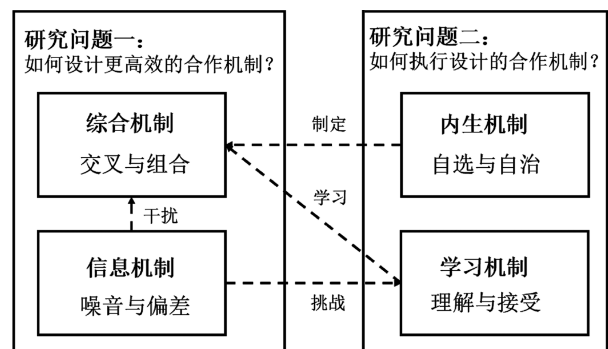 研究问题一：
如何设计更高效的合作机制？
综合机制
交叉与组合
干扰
信息机制
噪音与偏差
制定
学习
挑战
研究问题二：
如何执行设计的合作机制？
内生机制
自选与自治
学习机制
理解与接受